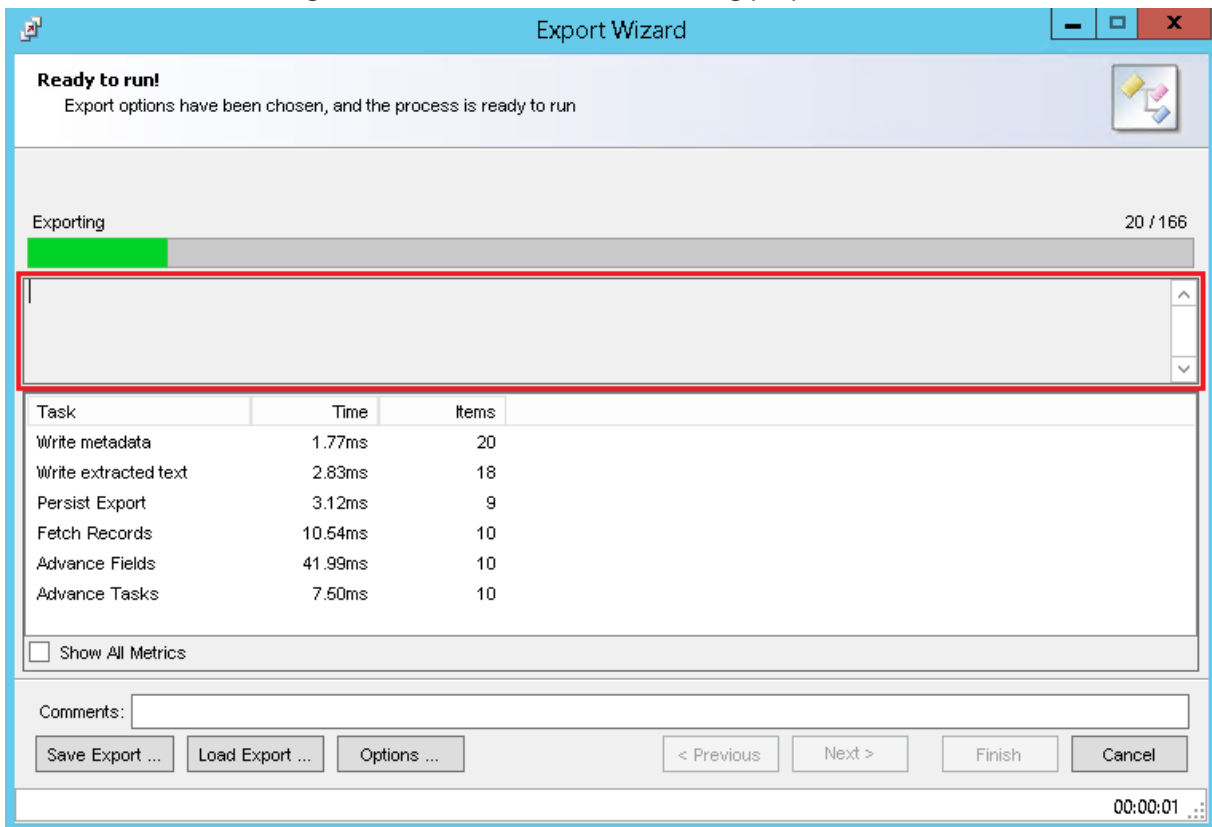 Export Wizard
Ready to run!
Export options have been chosen, and the process is ready to run
Exporting 20 / 166
Task Time Items
Write metadata 1.77ms 20
Write extracted text 2.83ms 18
Persist Export 3.12ms 9
Fetch Records 10.54ms 10
Advance Fields 41.99ms 10
Advance Tasks 7.50ms 10
Show All Metrics
Comments:
Save Export ... Load Export ... Options ... < Previous Next > Finish Cancel
00:00:01